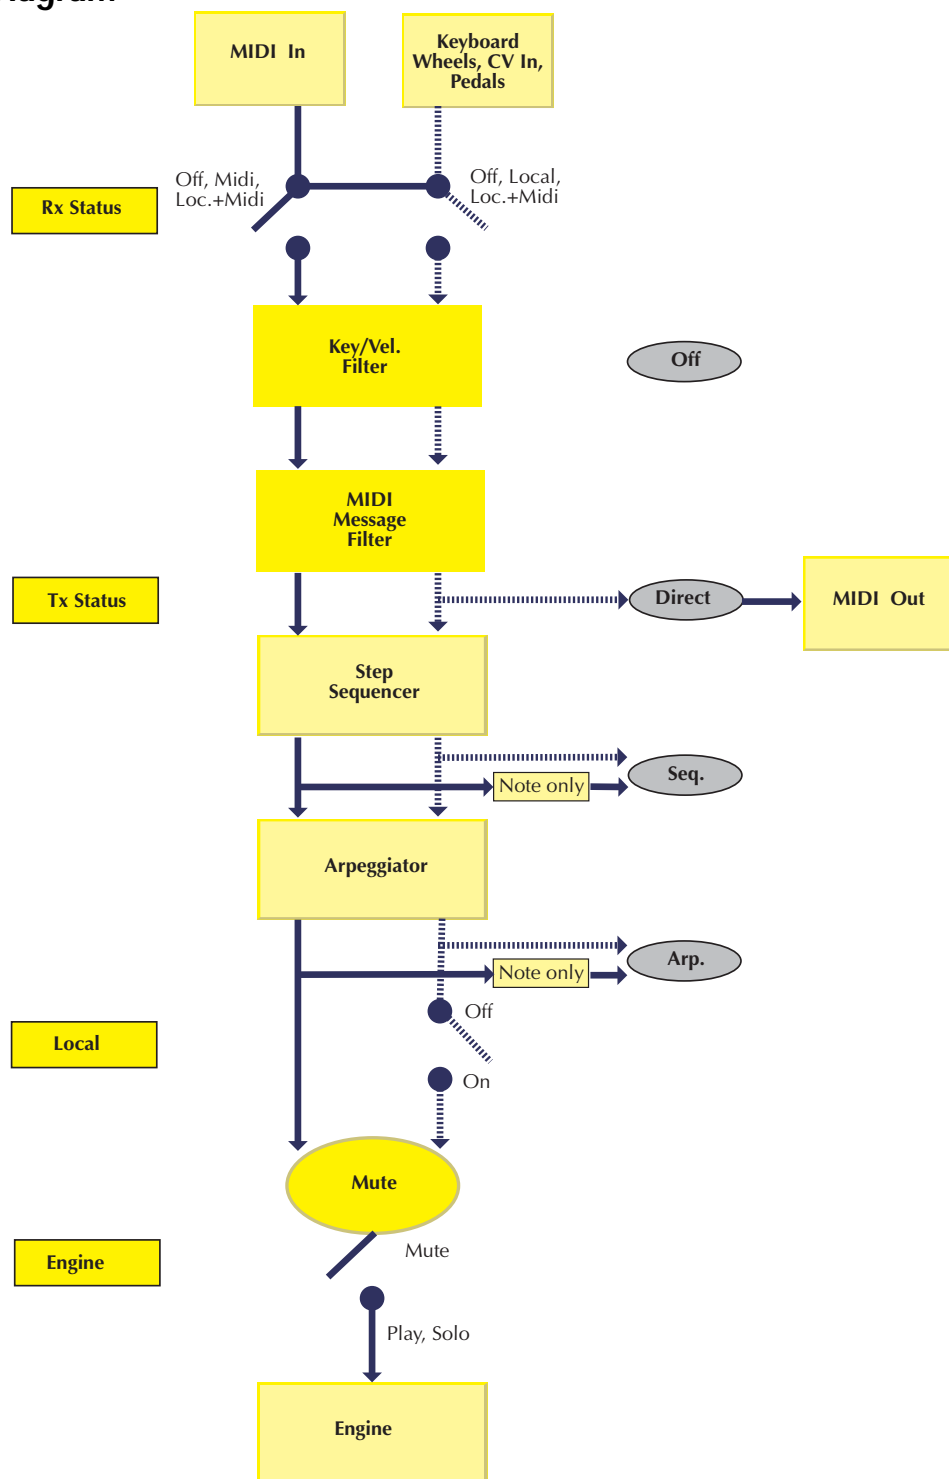 MIDI In
Keyboard
Wheels, CV In,
Pedals
Off, Midi,
Loc.+Midi
Off, Local,
Loc.+Midi
Rx Status
Key/Vel.
Filter
Off
MIDI
Message
Filter
Tx Status
Direct
MIDI Out
Step
Sequencer
Note only
Seq.
Arpeggiator
Note only
Arp.
Off
Local
On
Mute
Mute
Engine
Play, Solo
Engine